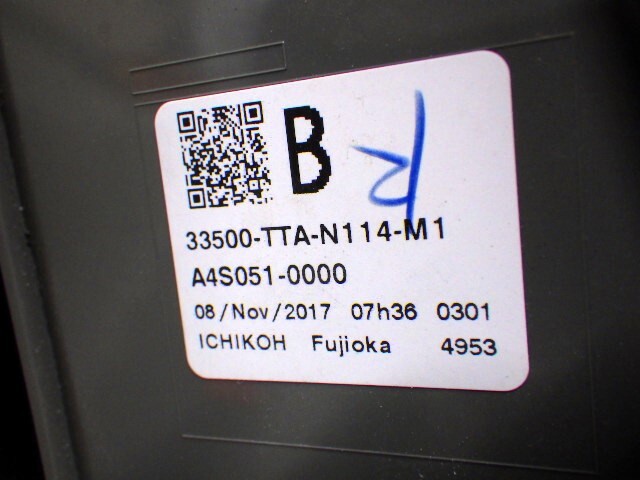 B
33500-TTA-N114-M1
A4S051-0000
08/Nov/2017 07h36 0301
ICHIKOH Fujioka 4953